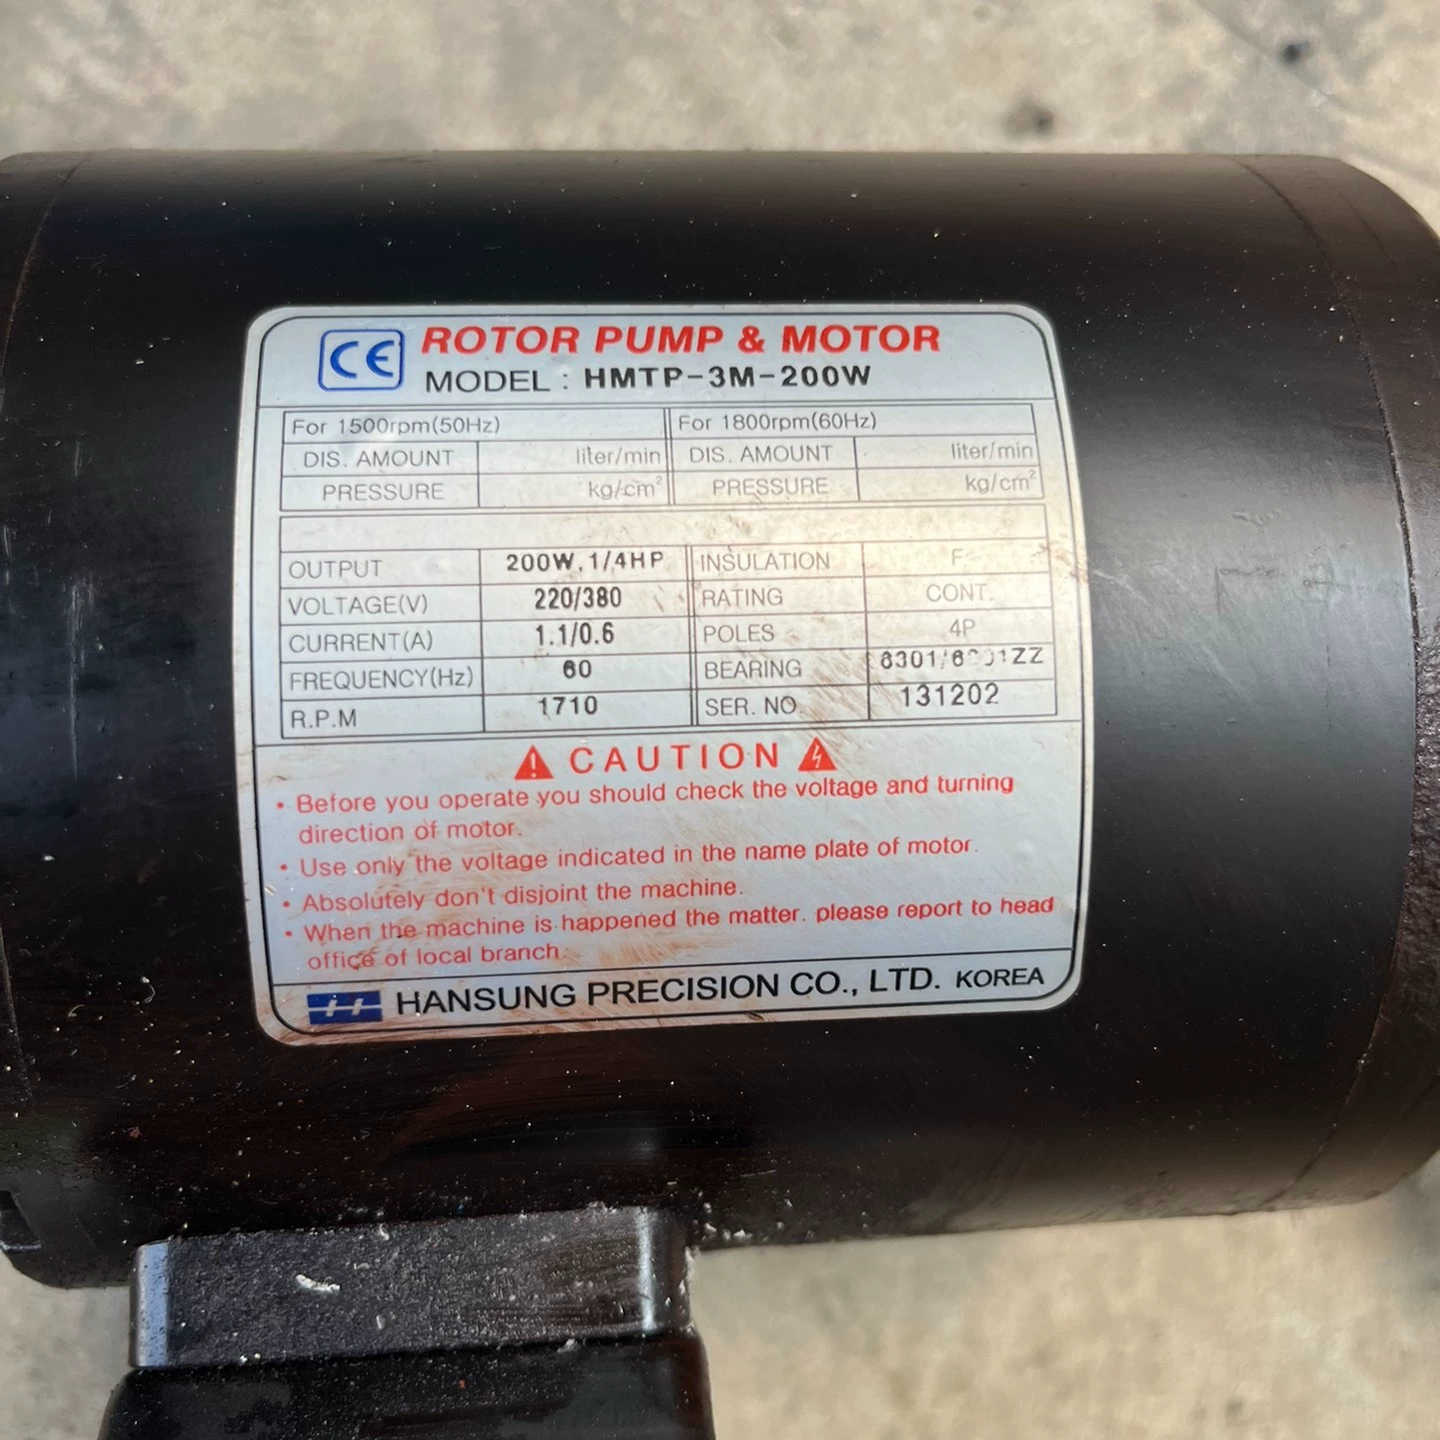 CE ROTOR PUMP & MOTOR
MODEL : HMTP-3M-200W
For 1500rpm(50Hz) For 1800rpm(60Hz)
DIS. AMOUNT liter/min DIS. AMOUNT liter/min
PRESSURE kg/cm² PRESSURE kg/cm²
OUTPUT 200W.1/4HP INSULATION F
VOLTAGE(V) 220/380 RATING CONT.
CURRENT(A) 1.1/0.6 POLES 4P
FREQUENCY(Hz) 60 BEARING
R.P.M 1710 SER. NO. 131202
CAUTION
• Before you operate you should check the voltage and turning
direction of motor.
• Use only the voltage indicated in the name plate of motor.
• Absolutely don't disjoint the machine.
• When the machine is happened the matter. please report to head
office of local branch.
HANSUNG PRECISION CO., LTD. KOREA